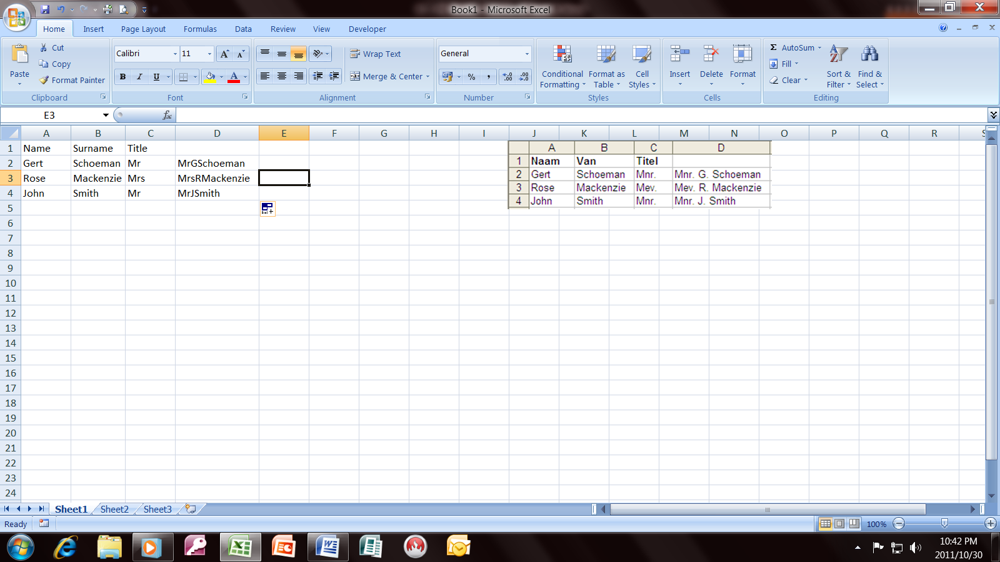 Book1 - Microsoft Excel
Home Insert Page Layout Formulas Data Review View Developer
Paste
Cut
Copy
Format Painter
Clipboard
Calibri 11
B I U
Font
Wrap Text
Merge & Center
Alignment
General
% ,
Number
Conditional Formatting
Format as Table
Cell Styles
Styles
Insert Delete Format
Cells
AutoSum
Fill
Clear
Sort & Filter
Find & Select
Editing
E3 fx
A B C D E F G H I J K L M N O P Q R S
1 Name Surname Title
2 Gert Schoeman Mr MrGSchoeman
3 Rose Mackenzie Mrs MrsRMackenzie
4 John Smith Mr MrJSmith
5
6
7
8
9
10
11
12
13
14
15
16
17
18
19
20
21
22
23
24
A B C D
1 Naam Van Titel
2 Gert Schoeman Mnr. Mnr. G. Schoeman
3 Rose Mackenzie Mev. Mev. R. Mackenzie
4 John Smith Mnr. Mnr. J. Smith
Sheet1 Sheet2 Sheet3
Ready 100%
10:42 PM
2011/10/30